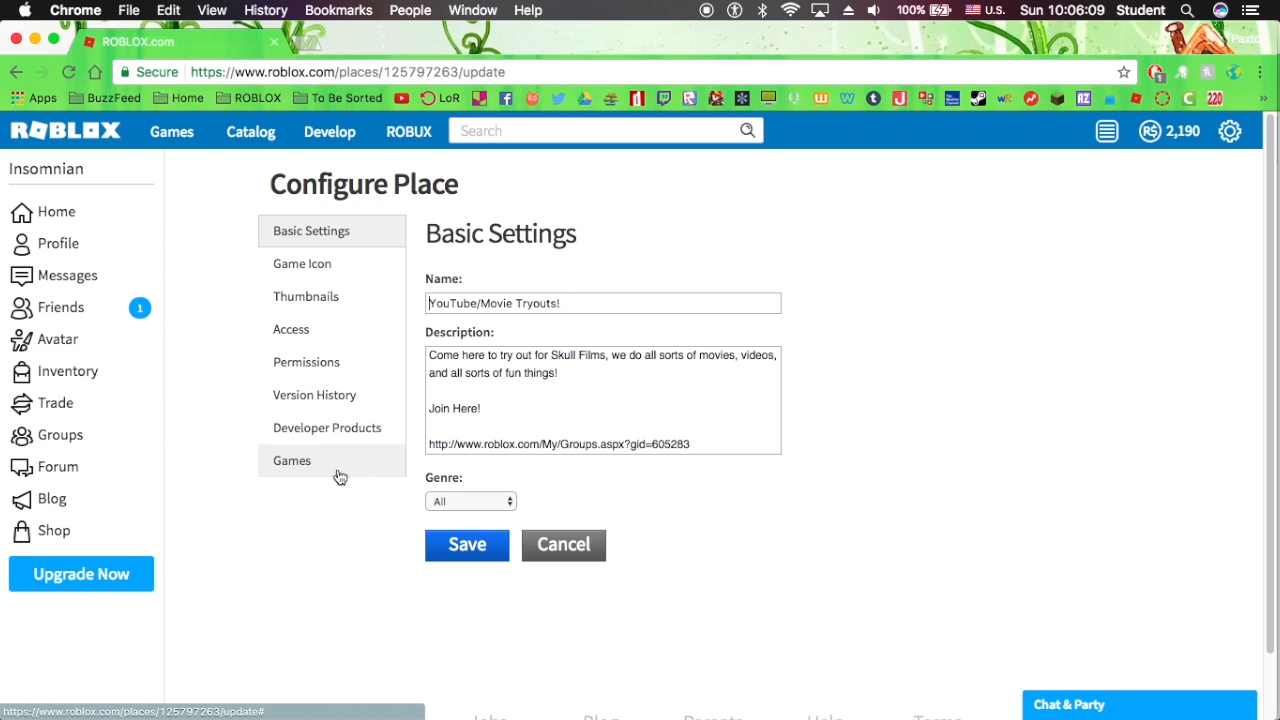 Chrome File Edit View History Bookmarks People Window Help 100% U.S. Sun 10:06:09 Student
ROBLOX.com
Secure https://www.roblox.com/places/125797263/update
Apps BuzzFeed Home ROBLOX To Be Sorted LoR 220 »
ROBLOX Games Catalog Develop ROBUX Search R$ 2,190
Insomnian
Home
Profile
Messages
Friends 1
Avatar
Inventory
Trade
Groups
Forum
Blog
Shop
Upgrade Now
Configure Place
Basic Settings
Game Icon
Thumbnails
Access
Permissions
Version History
Developer Products
Games
Basic Settings
Name:
YouTube/Movie Tryouts!
Description:
Come here to try out for Skull Films, we do all sorts of movies, videos,
and all sorts of fun things!
Join Here!
http://www.roblox.com/My/Groups.aspx?gid=605283
Genre:
All
Save Cancel
Jobs Blog Parents Help Terms
Chat & Party
https://www.roblox.com/places/125797263/update#